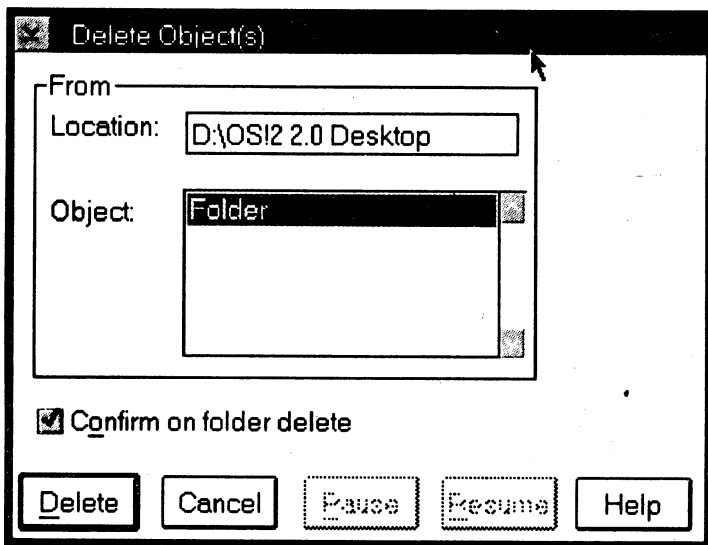 Delete Object(s)
From
Location:
D:\OS!2 2.0 Desktop
Object:
Folder
Confirm on folder delete
Delete Cancel Pause Resume Help